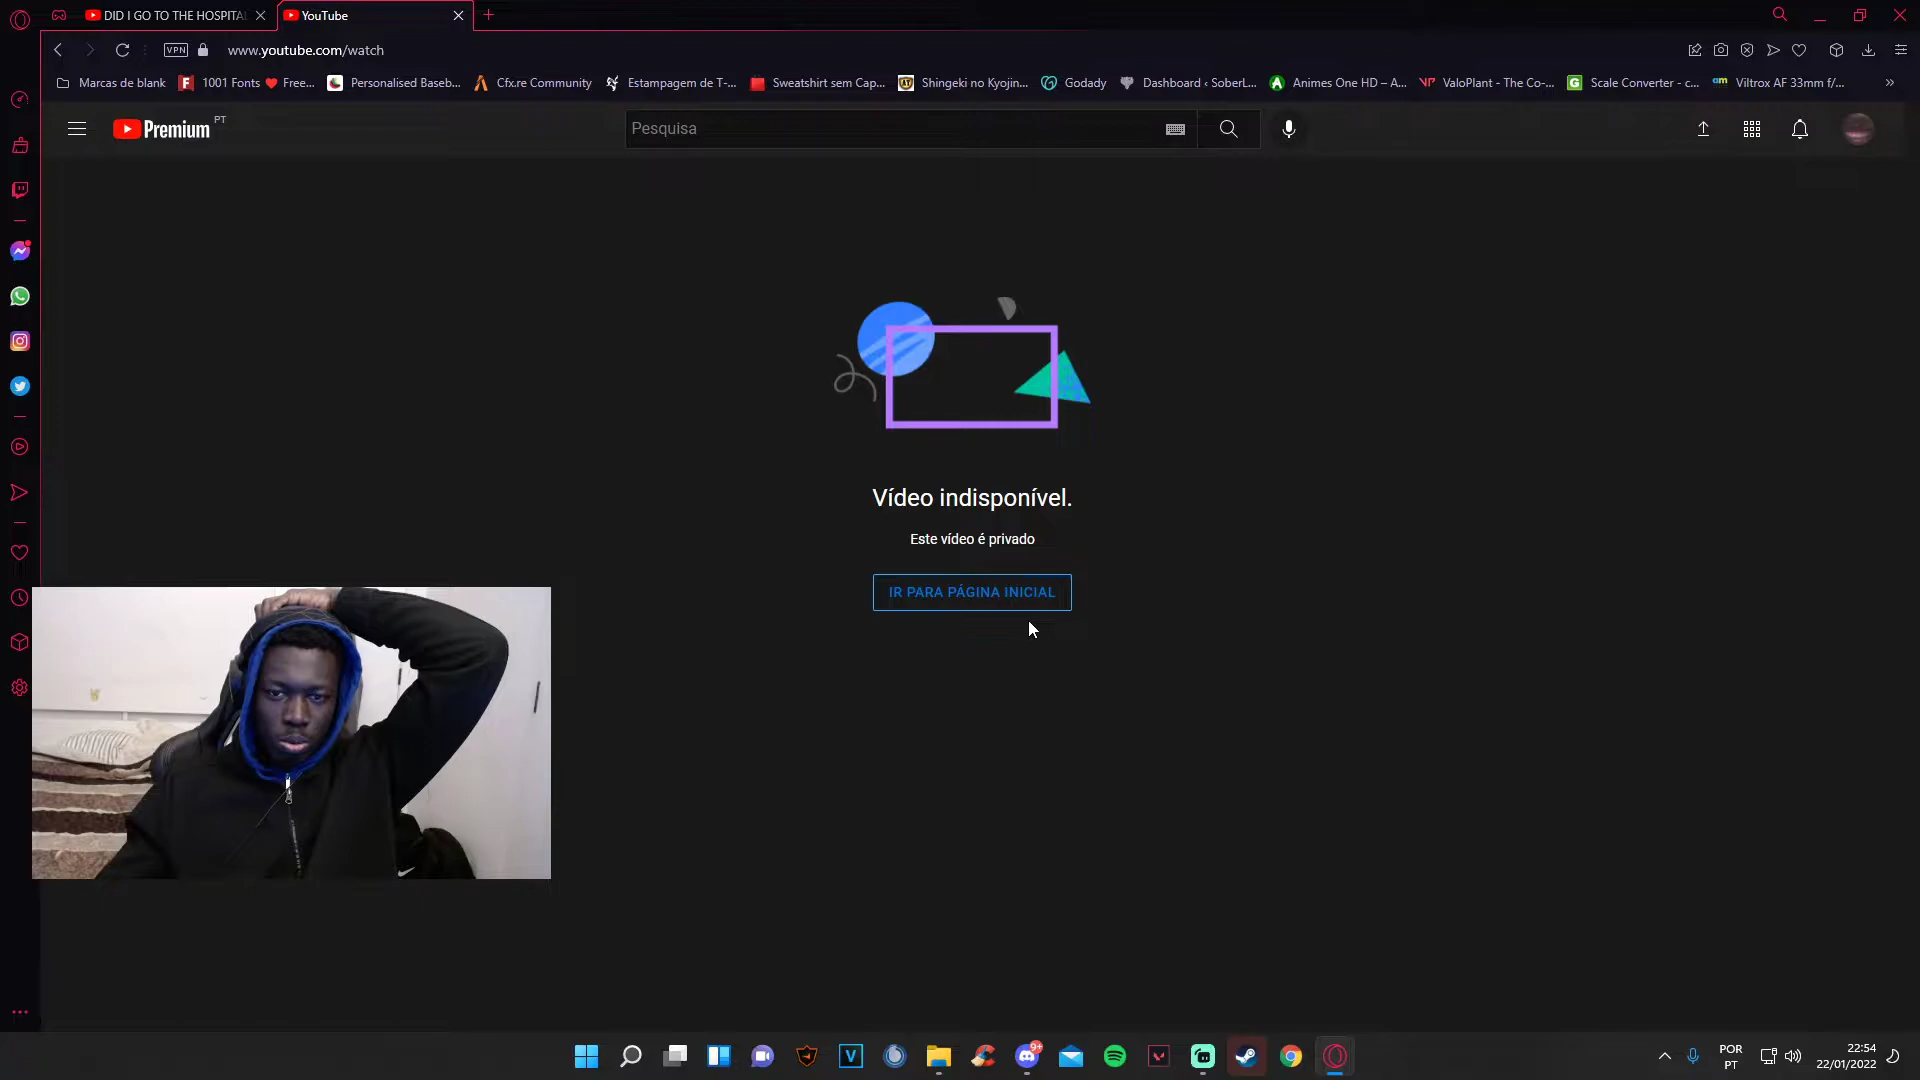 DID I GO TO THE HOSPITAL
YouTube
VPN
www.youtube.com/watch
Marcas de blank
1001 Fonts ❤ Free...
Personalised Baseb...
Cfx.re Community
Estampagem de T-...
Sweatshirt sem Cap...
Shingeki no Kyojin...
Godady
Dashboard ‹ SoberL...
Animes One HD – A...
ValoPlant - The Co-...
Scale Converter - c...
Viltrox AF 33mm f/...
Premium PT
Pesquisa
Vídeo indisponível.
Este vídeo é privado
IR PARA PÁGINA INICIAL
9+
POR
PT
22:54
22/01/2022